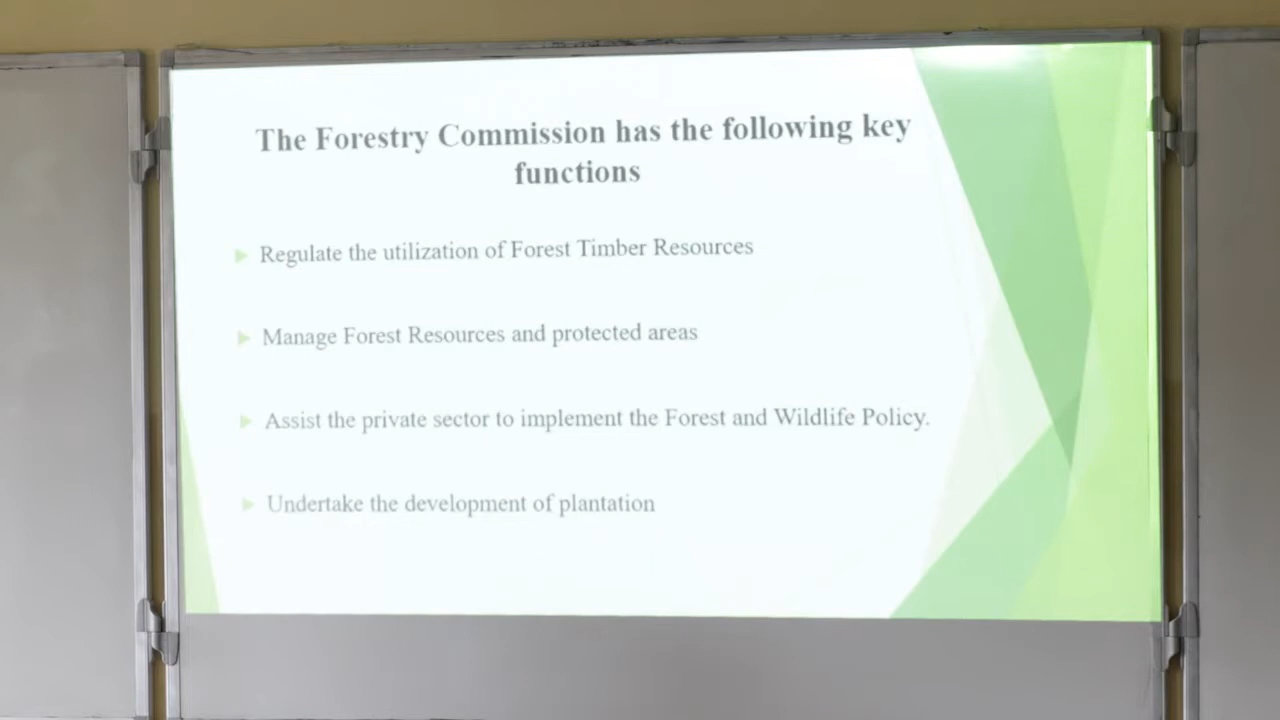 The Forestry Commission has the following key
functions
Regulate the utilization of Forest Timber Resources
Manage Forest Resources and protected areas
Assist the private sector to implement the Forest and Wildlife Policy.
Undertake the development of plantation